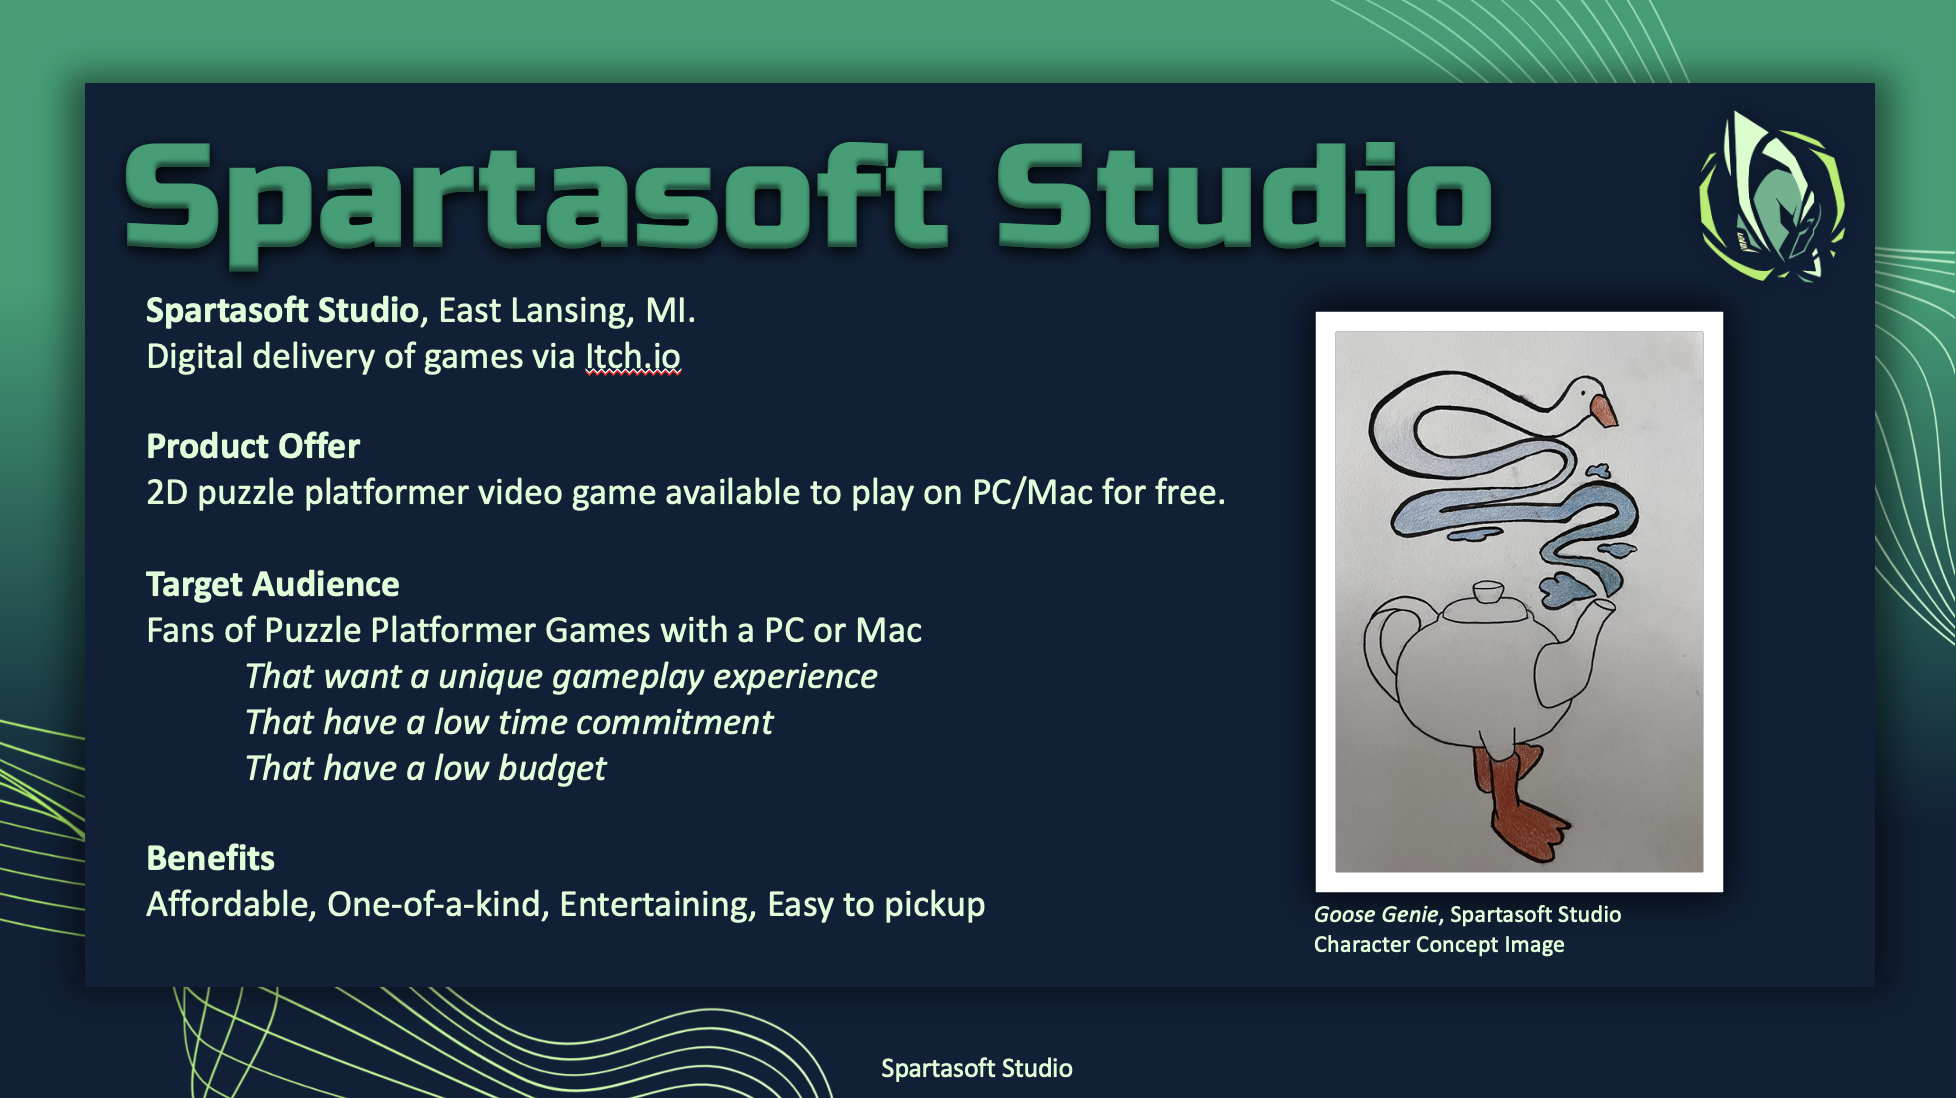 Spartasoft Studio
Spartasoft Studio, East Lansing, MI.
Digital delivery of games via Itch.io
Product Offer
2D puzzle platformer video game available to play on PC/Mac for free.
Target Audience
Fans of Puzzle Platformer Games with a PC or Mac
That want a unique gameplay experience
That have a low time commitment
That have a low budget
Benefits
Affordable, One-of-a-kind, Entertaining, Easy to pickup
Goose Genie, Spartasoft Studio
Character Concept Image
Spartasoft Studio